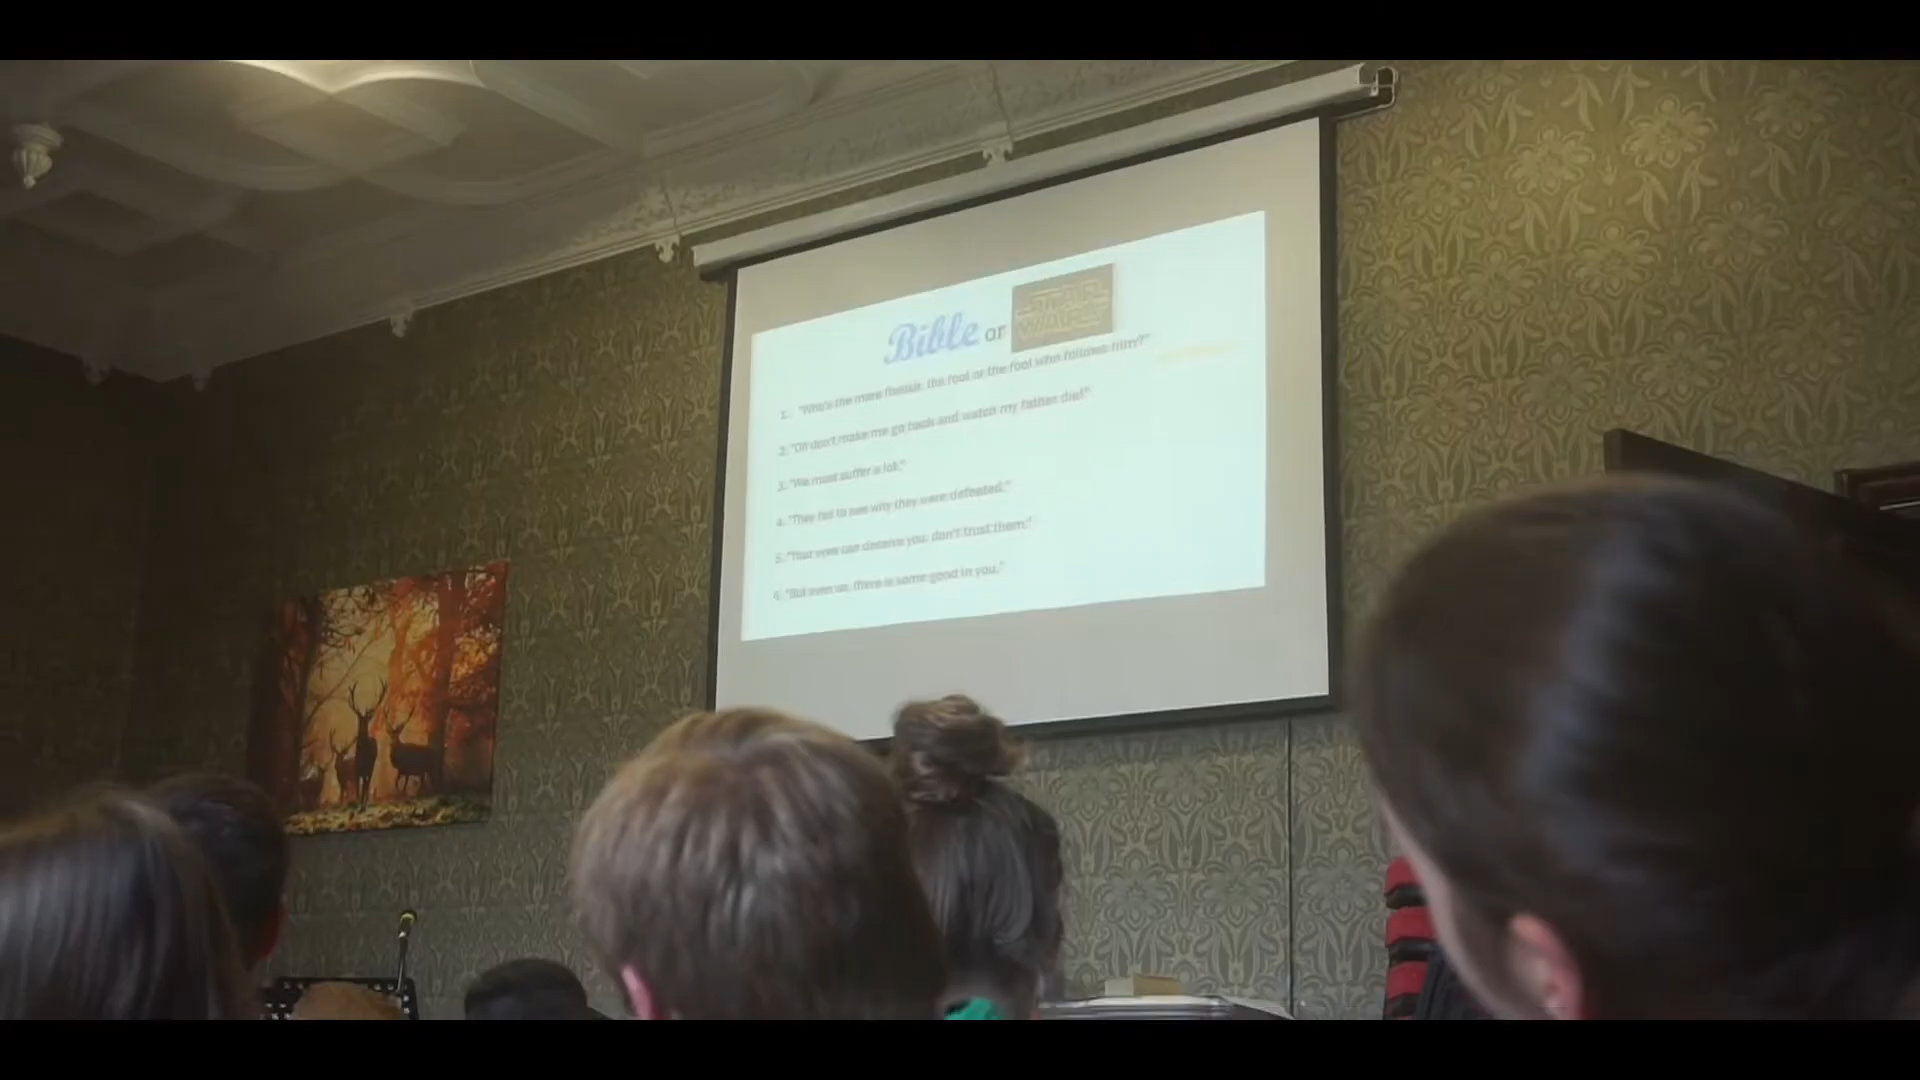 Bible or STAR WARS
1. "Who's the more foolish: the fool or the fool who follows him?"
2. "Oh don't make me go back and watch my father die!"
3. "We must suffer a lot."
4. "They fail to see why they were defeated."
5. "Your eyes can deceive you, don't trust them."
6. "But even so, there is some good in you."